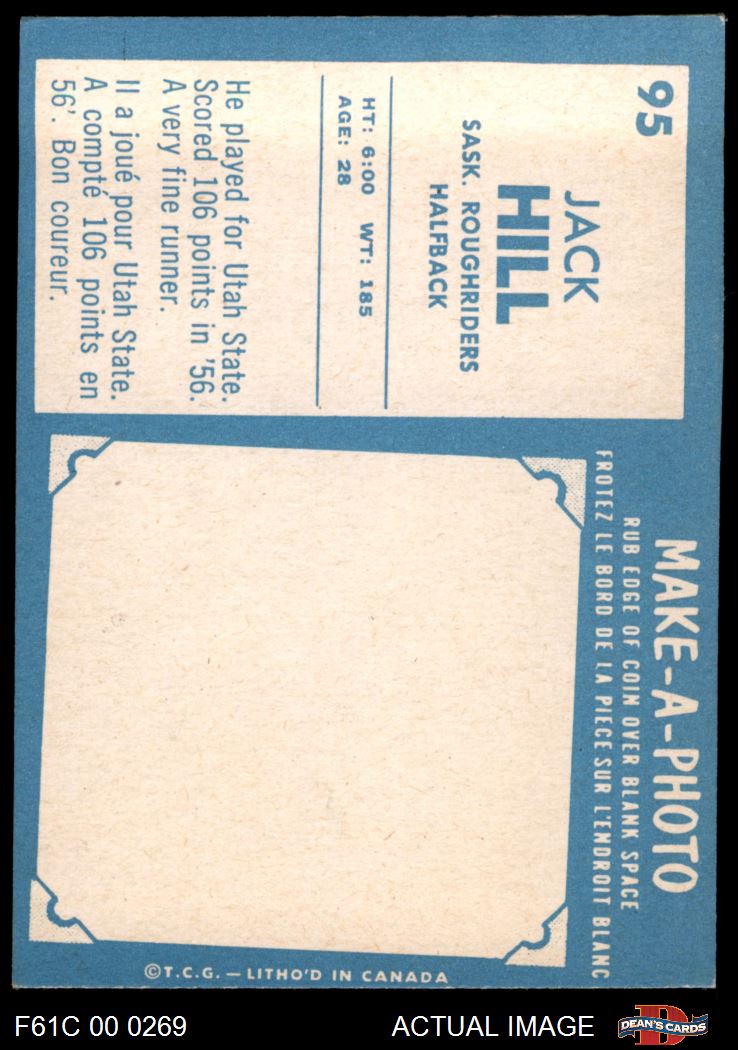 95
JACK
HILL
SASK. ROUGHRIDERS
HALFBACK
HT: 6:00 WT: 185
AGE: 28
He played for Utah State.
Scored 106 points in '56.
A very fine runner.
Il a joué pour Utah State.
A compté 106 points en
56'. Bon coureur.
MAKE-A-PHOTO
RUB EDGE OF COIN OVER BLANK SPACE
FROTEZ LE BORD DE LA PIECE SUR L'ENDROIT BLANC
©T.C.G. — LITHO'D IN CANADA
F61C 00 0269
ACTUAL IMAGE
D
DEAN'S CARDS